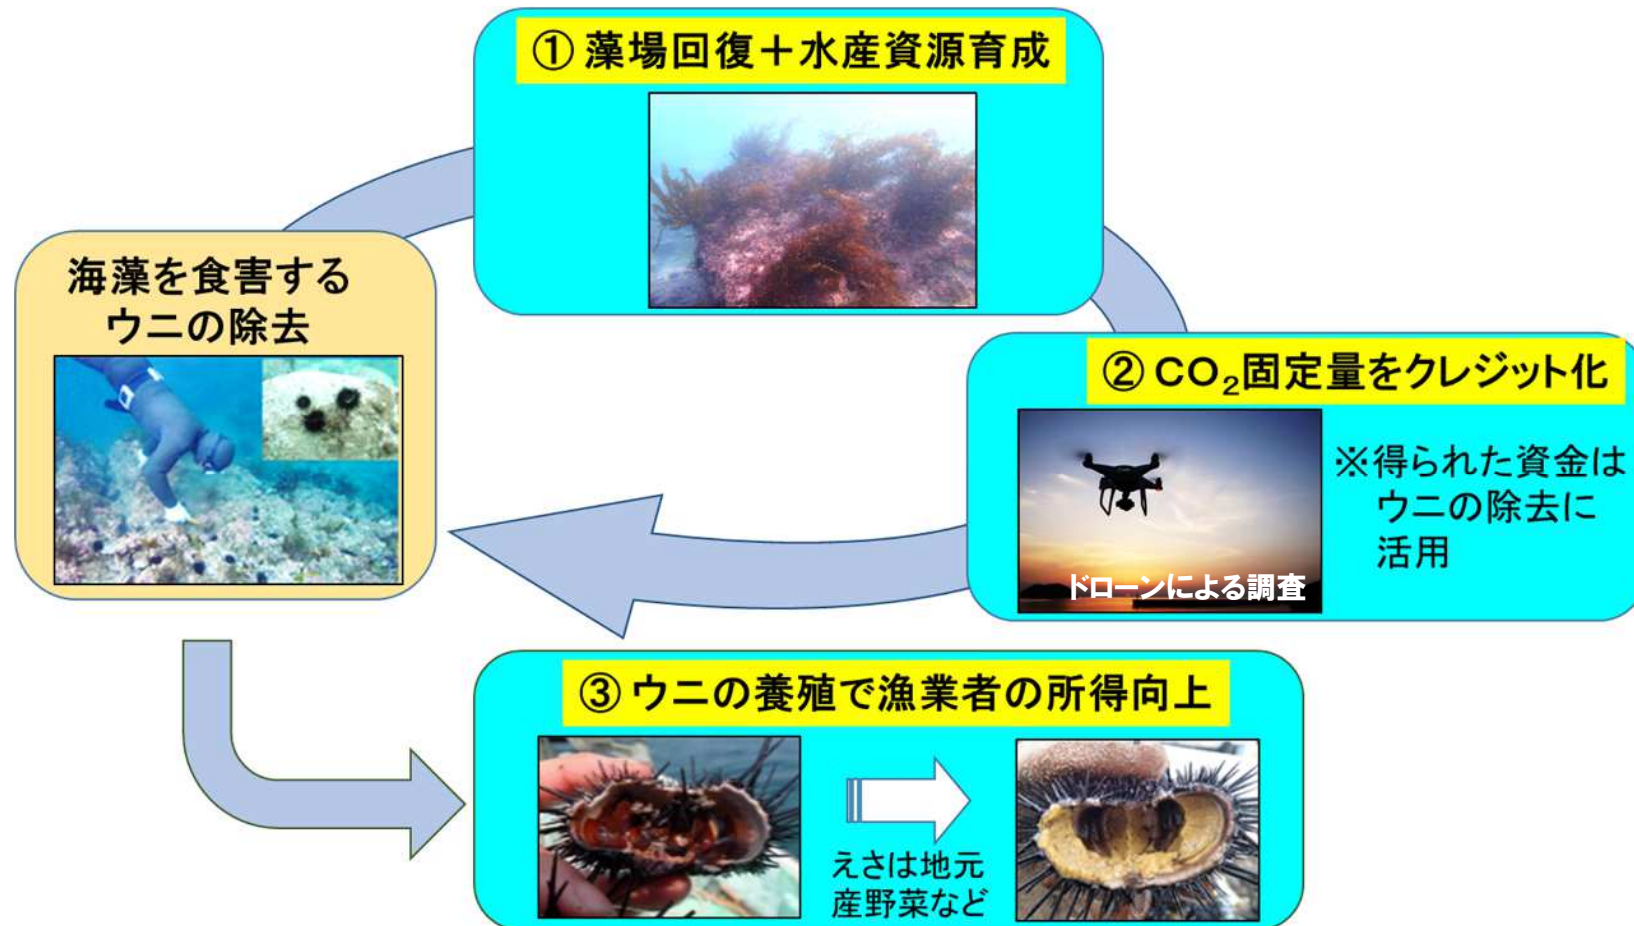 ① 藻場回復＋水産資源育成
海藻を食害する
ウニの除去
② CO₂固定量をクレジット化
※得られた資金は
ウニの除去に
活用
ドローンによる調査
③ ウニの養殖で漁業者の所得向上
えさは地元
産野菜など